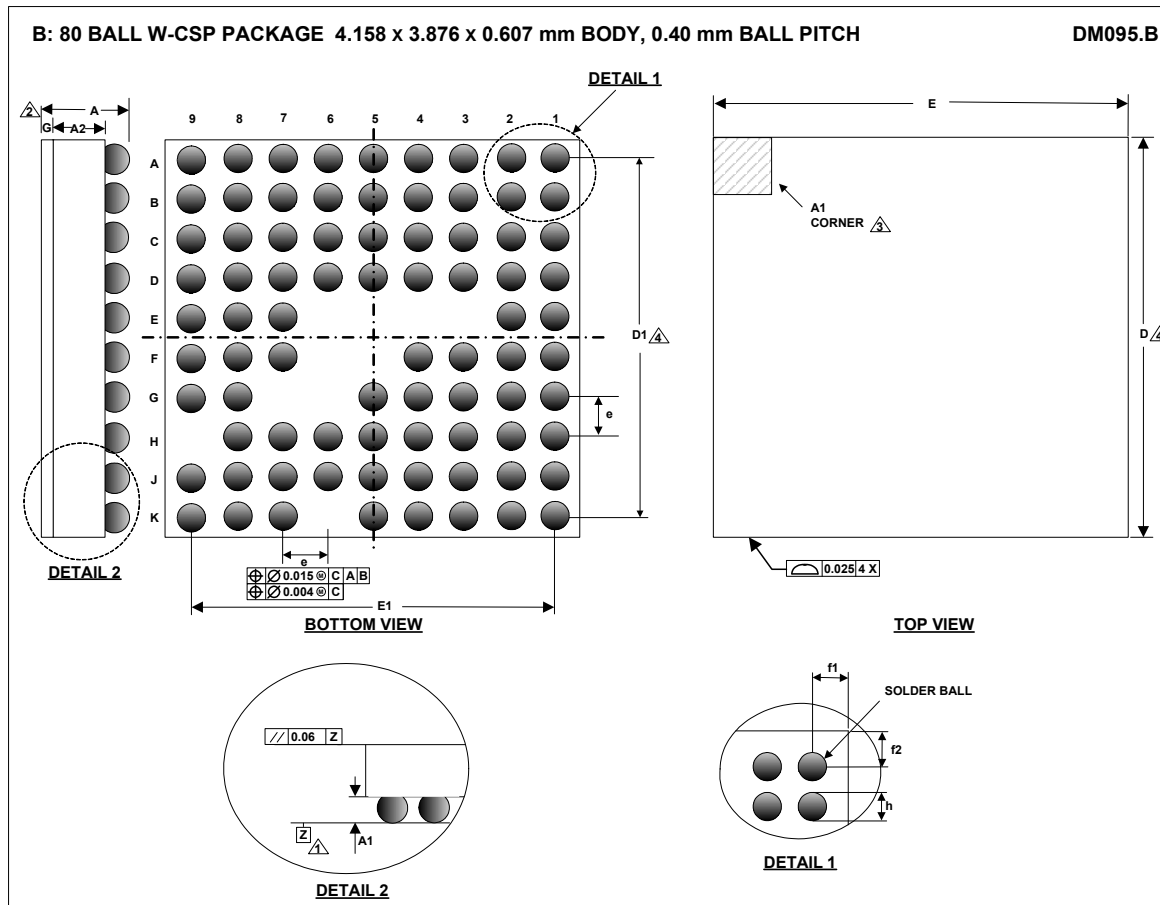 B: 80 BALL W-CSP PACKAGE 4.158 x 3.876 x 0.607 mm BODY, 0.40 mm BALL PITCH
DM095.B
DETAIL 1
2
A
G
A2
9 8 7 6 5 4 3 2 1
A
B
C
D
E
F
G
H
J
K
D1 4
e
e
⌖ Ø 0.015 Ⓜ C A B
⌖ Ø 0.004 Ⓜ C
E1
DETAIL 2
BOTTOM VIEW
E
A1
CORNER 3
D 4
0.025 4 X
TOP VIEW
// 0.06 Z
Z
1
A1
DETAIL 2
f1
SOLDER BALL
f2
h
DETAIL 1